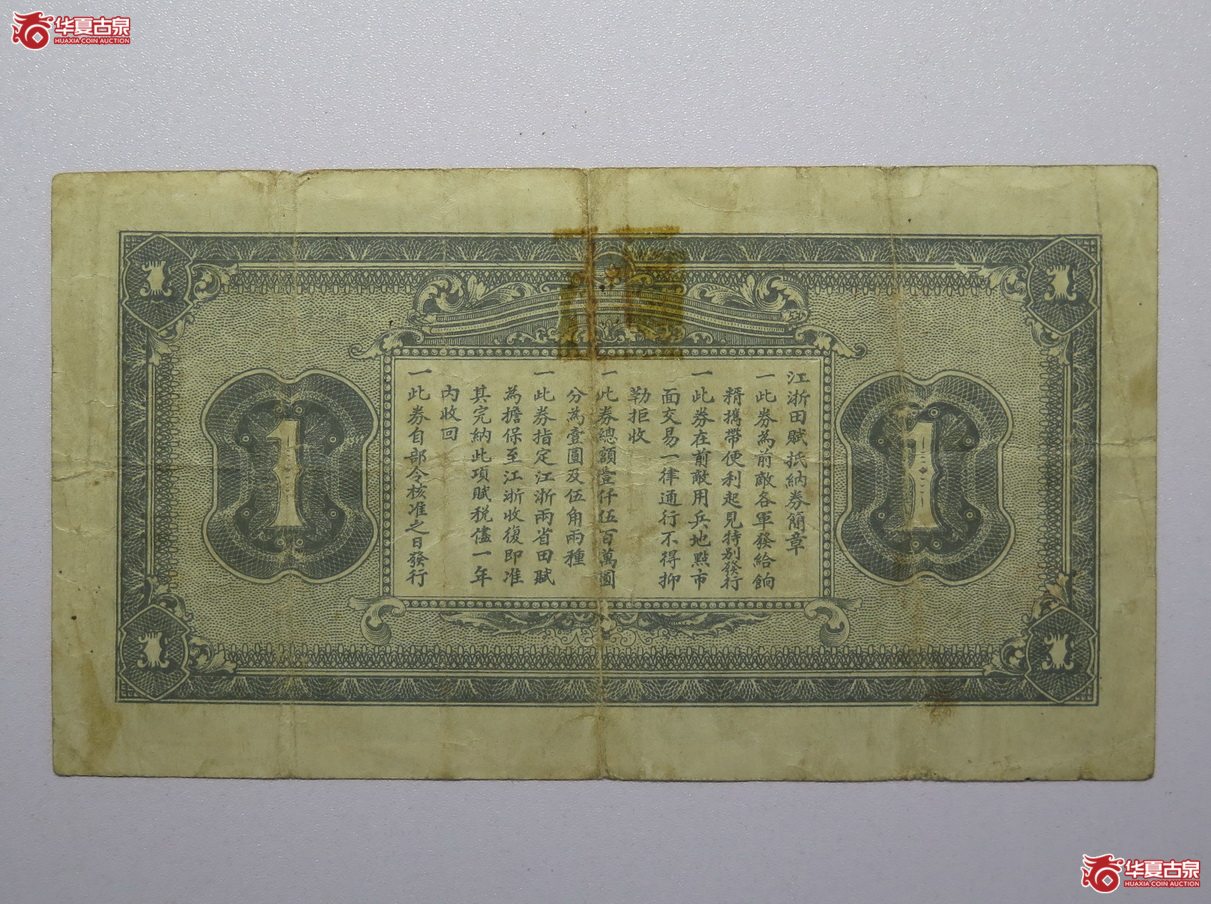 华夏古泉
HUAXIA COIN AUCTION
江浙田賦抵納券簡章
一此券為前敵各軍發給餉
糈攜帶便利起見特別發行
一此券在前敵用兵地點市
面交易一律通行不得抑
勒拒收
一此券總額壹仟伍百萬圓
分為壹圓及伍角兩種
一此券指定江浙兩省田賦
為擔保至江浙收復即准
其完納此項賦税儘一年
內收回
一此券自部令核准之日發行
1
1
1
1
1
1
华夏古泉
HUAXIA COIN AUCTION